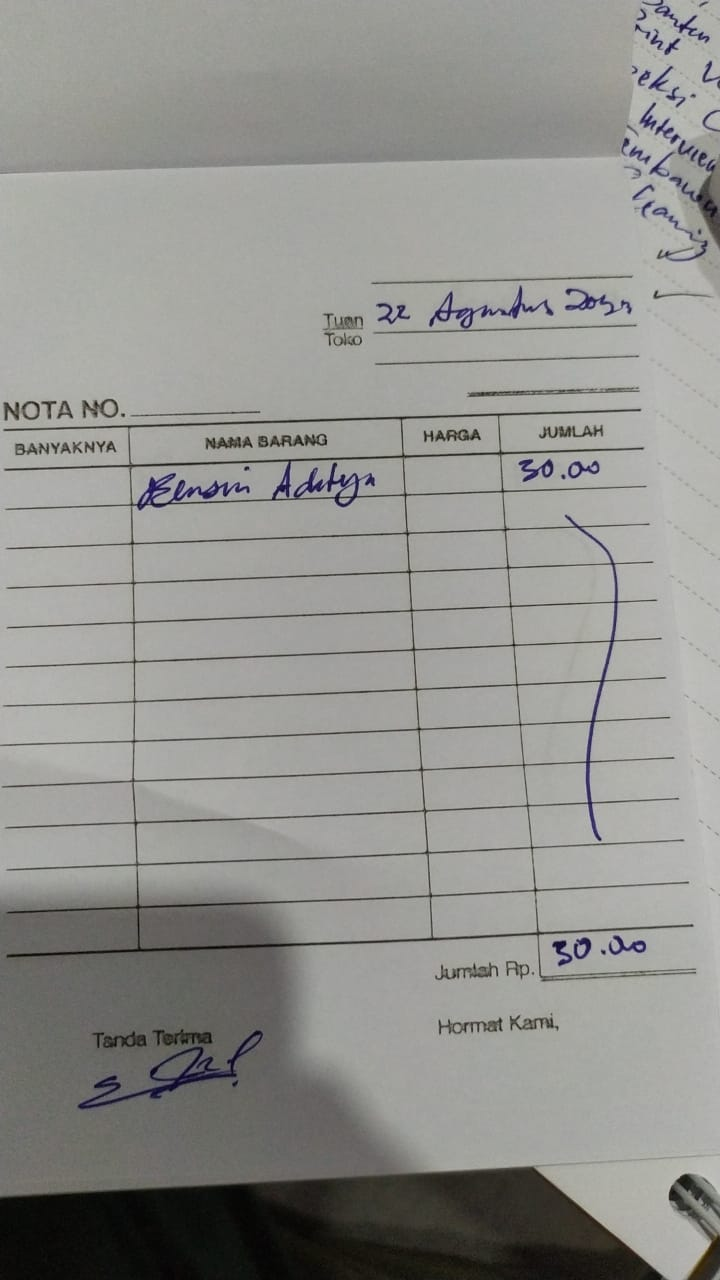 Tuan
Toko
22 Agustus
NOTA NO.
BANYAKNYA NAMA BARANG HARGA JUMLAH
Bensin Aditya 30.00
Jumlah Rp. 30.00
Tanda Terima
Hormat Kami,
Interview